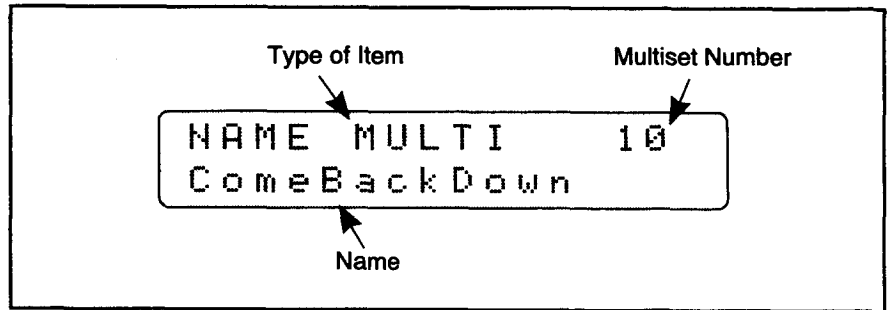 Type of Item Multiset Number
NAME MULTI 10
ComeBackDown
Name